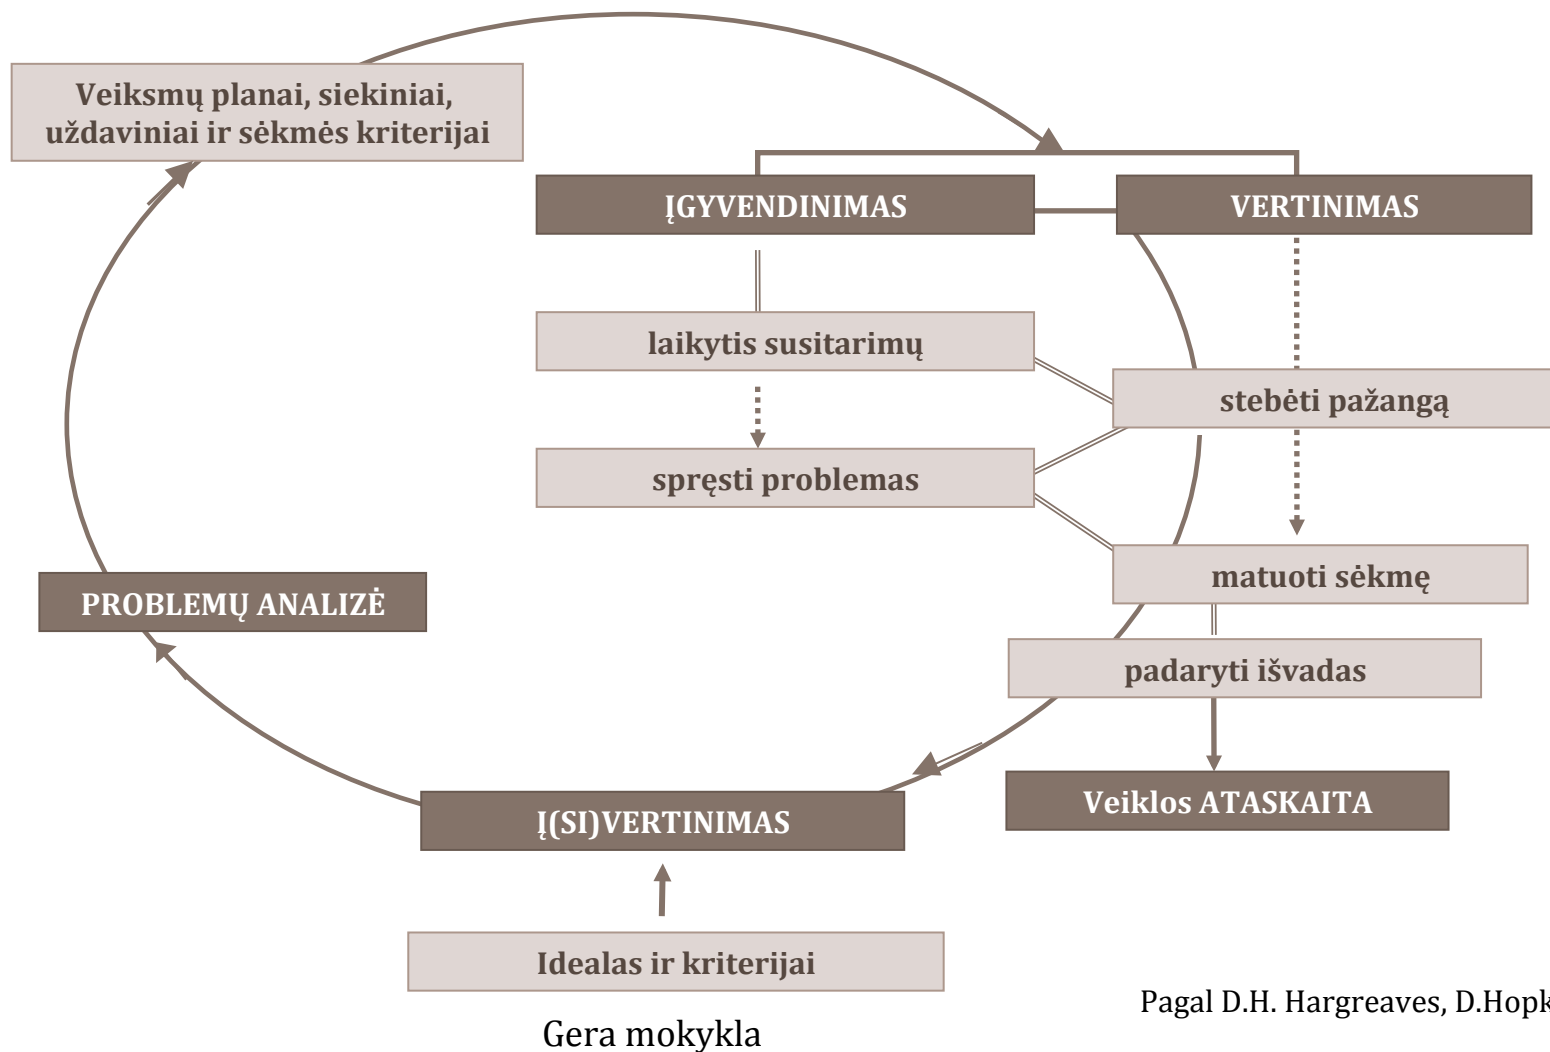 Veiksmų planai, siekiniai,
uždaviniai ir sėkmės kriterijai
ĮGYVENDINIMAS
VERTINIMAS
laikytis susitarimų
stebėti pažangą
spręsti problemas
matuoti sėkmę
PROBLEMŲ ANALIZĖ
padaryti išvadas
Į(SI)VERTINIMAS
Veiklos ATASKAITA
Idealas ir kriterijai
Pagal D.H. Hargreaves,
Gera mokykla